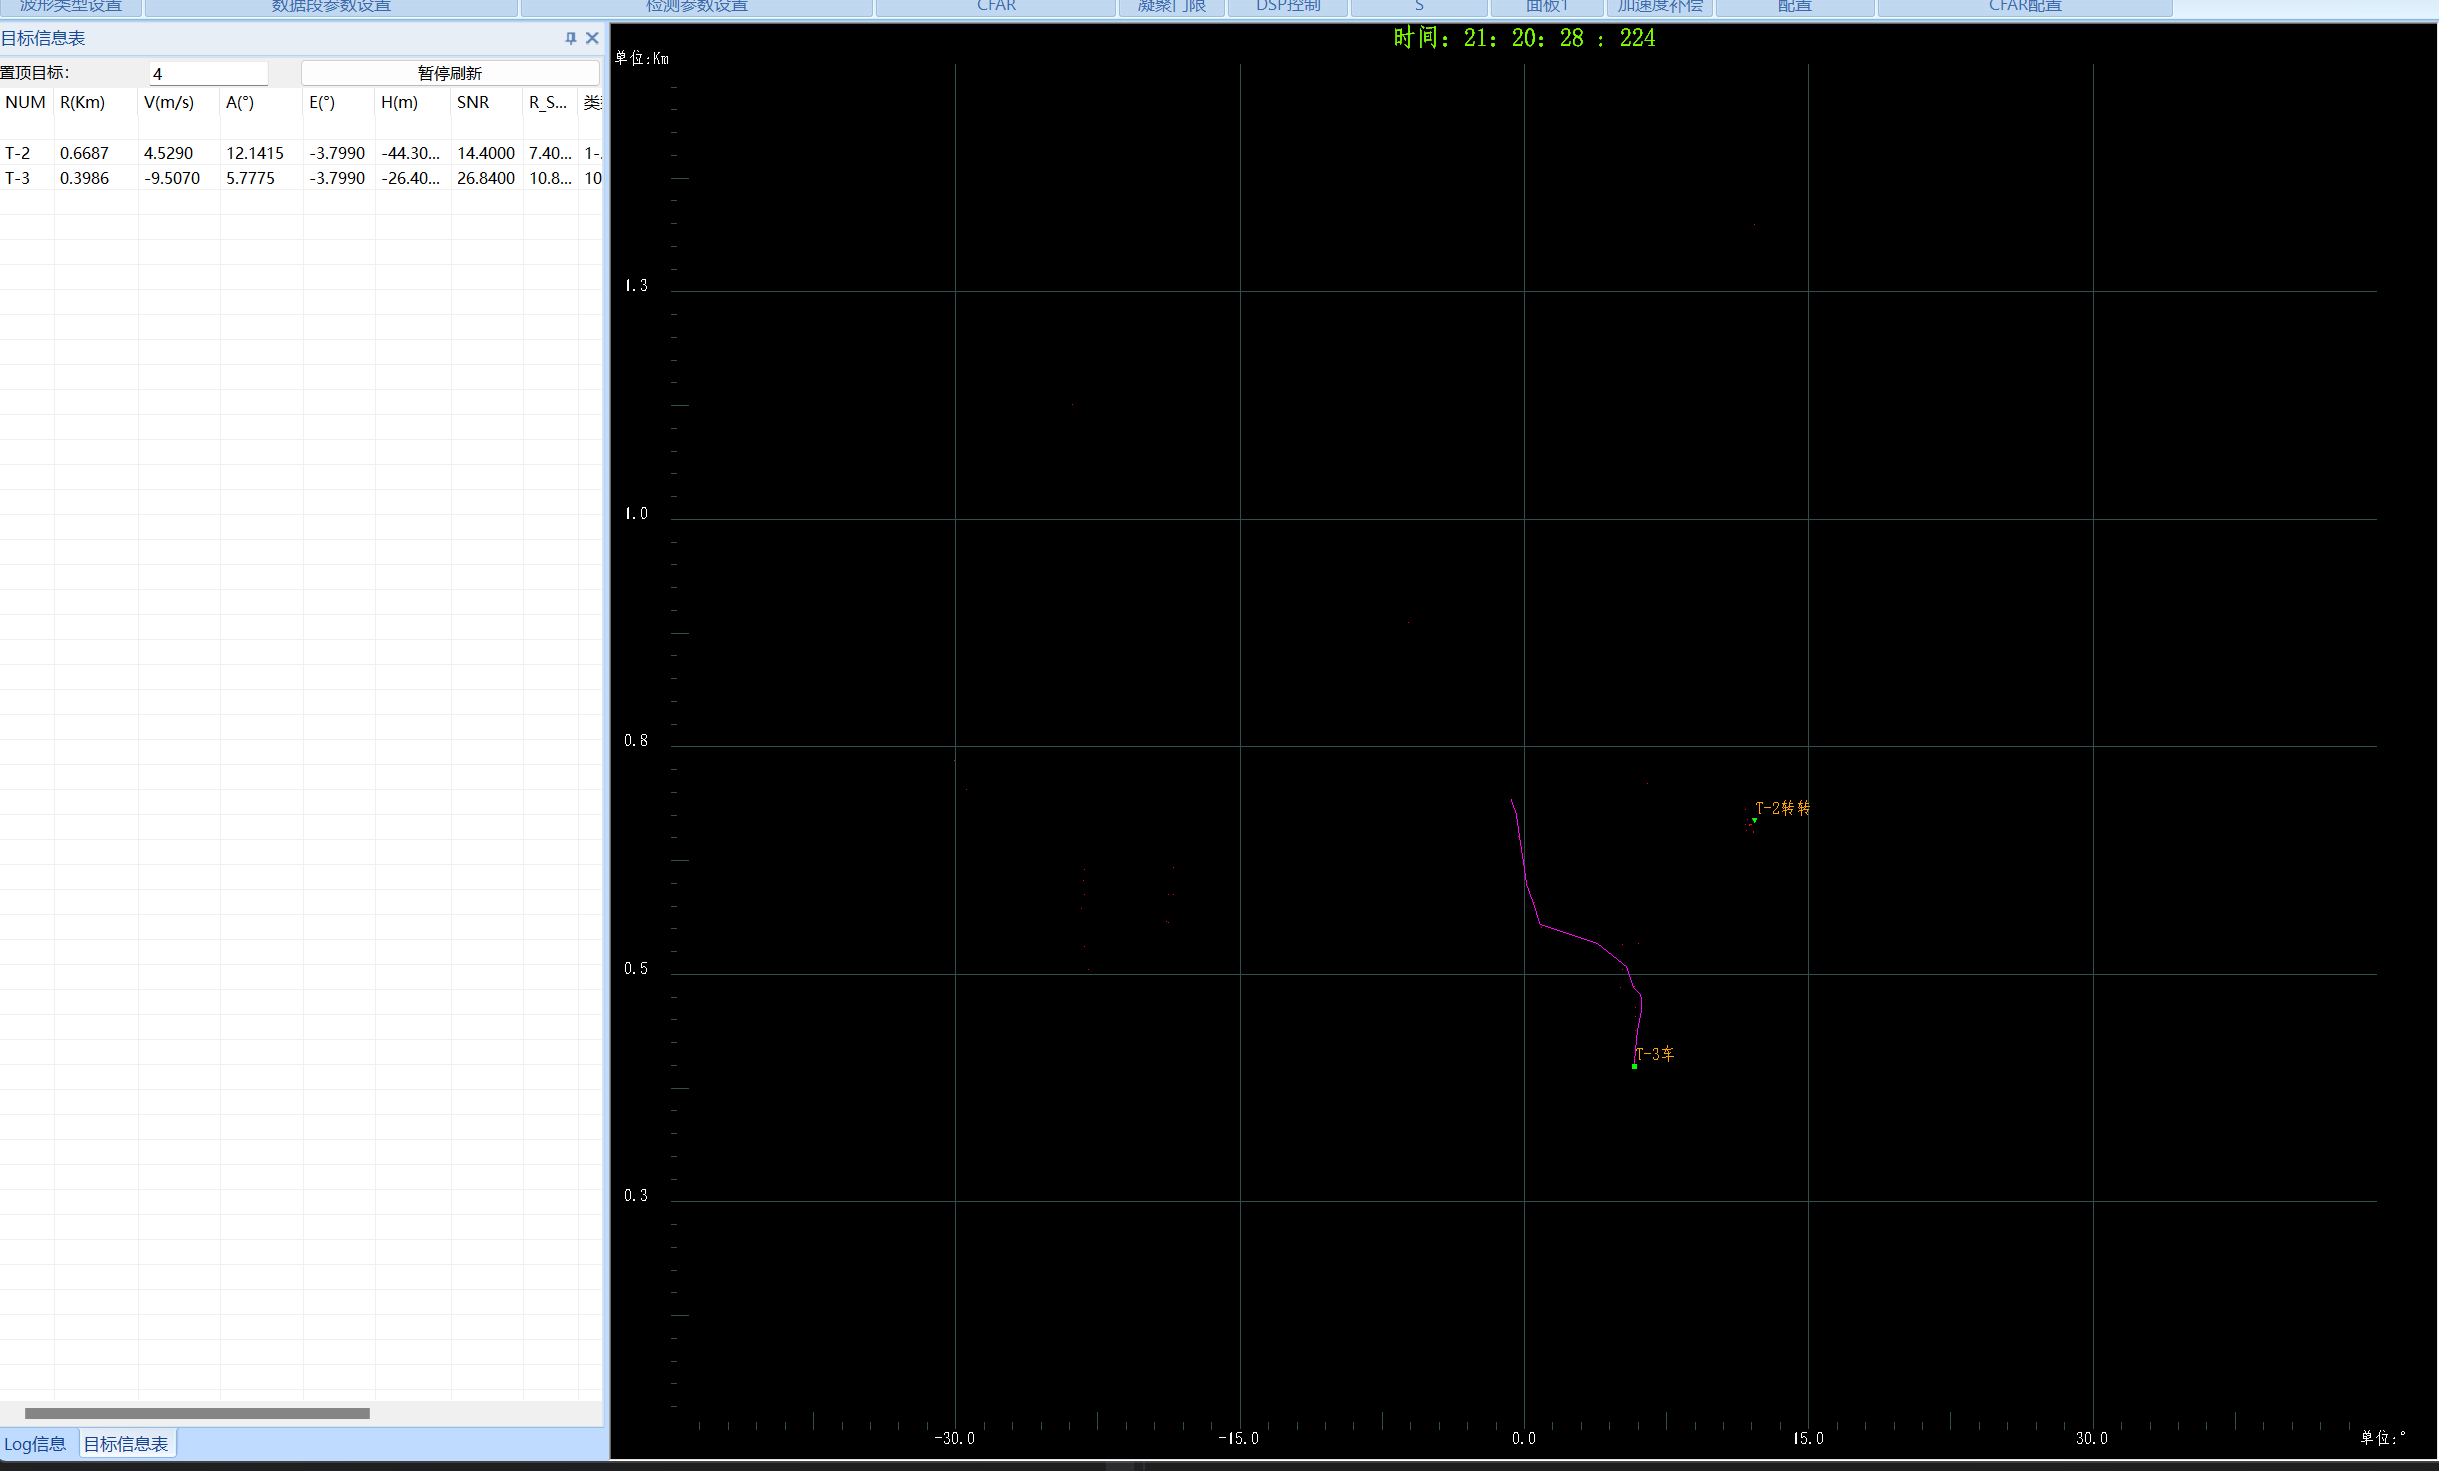 波形类型设置 数据段参数设置 检测参数设置 CFAR 凝聚门限 DSP控制 S 面板1 加速度补偿 配置 CFAR配置
目标信息表
置顶目标: 4 暂停刷新
NUM R(Km) V(m/s) A(°) E(°) H(m) SNR R_S...
T-2 0.6687 4.5290 12.1415 -3.7990 -44.30... 14.4000 7.40... 1-
T-3 0.3986 -9.5070 5.7775 -3.7990 -26.40... 26.8400 10.8... 10
Log信息 目标信息表
时间: 21: 20: 28 : 224
单位:Km
1.3
1.0
0.8
T-2转转
0.5
T-3车
0.3
-30.0 -15.0 0.0 15.0 30.0 单位:°